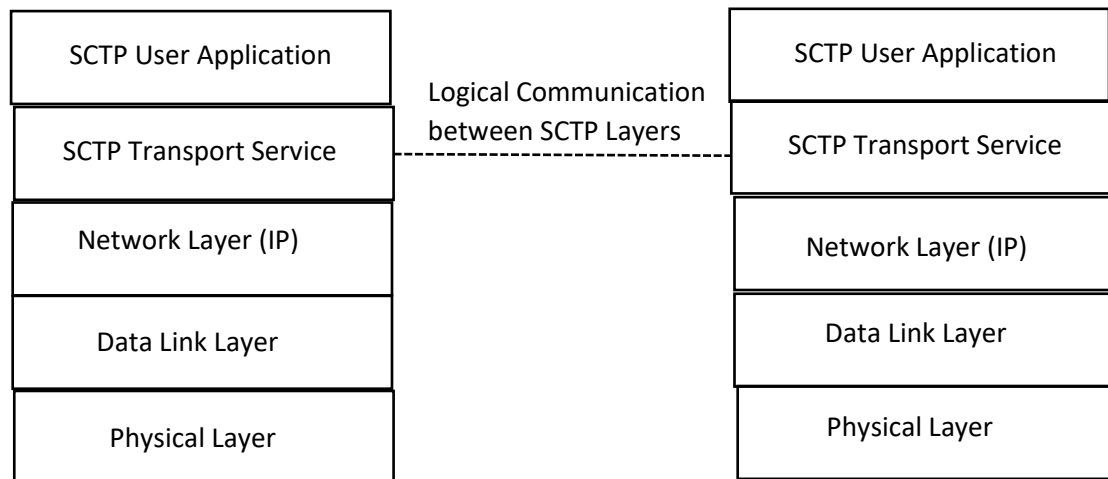 SCTP User Application
SCTP Transport Service
Network Layer (IP)
Data Link Layer
Physical Layer
Logical Communication
between SCTP Layers
SCTP User Application
SCTP Transport Service
Network Layer (IP)
Data Link Layer
Physical Layer